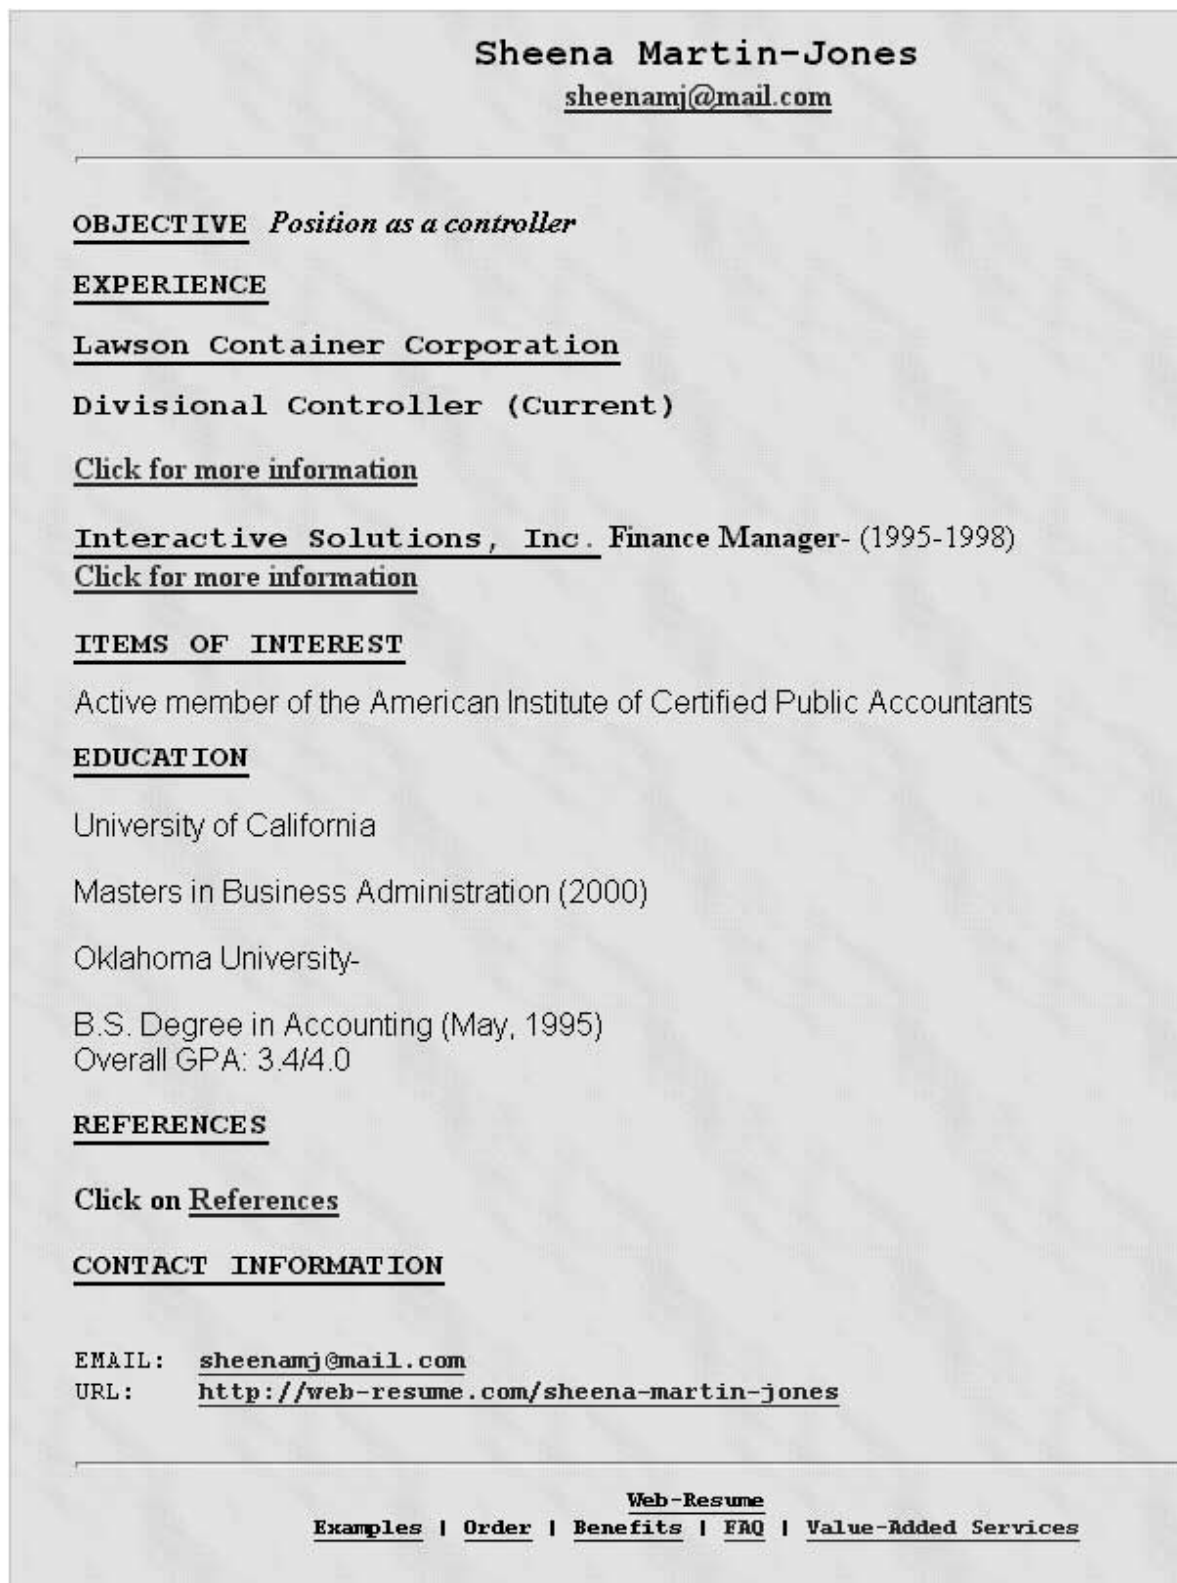 Sheena Martin-Jones
sheenamj@mail.com
OBJECTIVE Position as a controller
EXPERIENCE
Lawson Container Corporation
Divisional Controller (Current)
Click for more information
Interactive Solutions, Inc. Finance Manager- (1995-1998)
Click for more information
ITEMS OF INTEREST
Active member of the American Institute of Certified Public Accountants
EDUCATION
University of California
Masters in Business Administration (2000)
Oklahoma University-
B.S. Degree in Accounting (May, 1995)
Overall GPA: 3.4/4.0
REFERENCES
Click on References
CONTACT INFORMATION
EMAIL: sheenamj@mail.com
URL: http://web-resume.com/sheena-martin-jones
Web-Resume
Examples | Order | Benefits | FAQ | Value-Added Services